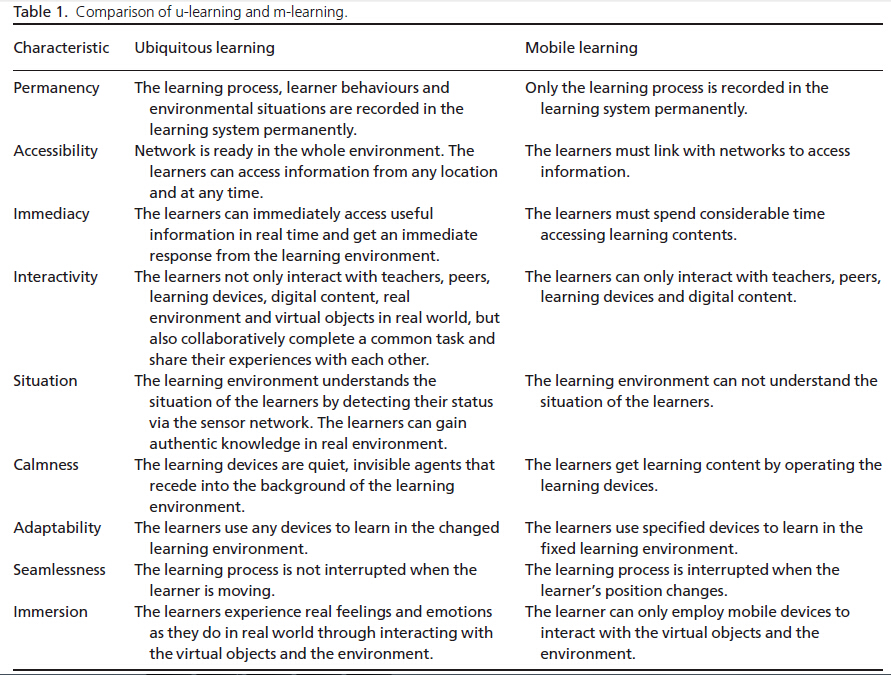 Table 1. Comparison of u-learning and m-learning.
Characteristic Ubiquitous learning Mobile learning
Permanency The learning process, learner behaviours and environmental situations are recorded in the learning system permanently. Only the learning process is recorded in the learning system permanently.
Accessibility Network is ready in the whole environment. The learners can access information from any location and at any time. The learners must link with networks to access information.
Immediacy The learners can immediately access useful information in real time and get an immediate response from the learning environment. The learners must spend considerable time accessing learning contents.
Interactivity The learners not only interact with teachers, peers, learning devices, digital content, real environment and virtual objects in real world, but also collaboratively complete a common task and share their experiences with each other. The learners can only interact with teachers, peers, learning devices and digital content.
Situation The learning environment understands the situation of the learners by detecting their status via the sensor network. The learners can gain authentic knowledge in real environment. The learning environment can not understand the situation of the learners.
Calmness The learning devices are quiet, invisible agents that recede into the background of the learning environment. The learners get learning content by operating the learning devices.
Adaptability The learners use any devices to learn in the changed learning environment. The learners use specified devices to learn in the fixed learning environment.
Seamlessness The learning process is not interrupted when the learner is moving. The learning process is interrupted when the learner’s position changes.
Immersion The learners experience real feelings and emotions as they do in real world through interacting with the virtual objects and the environment. The learner can only employ mobile devices to interact with the virtual objects and the environment.